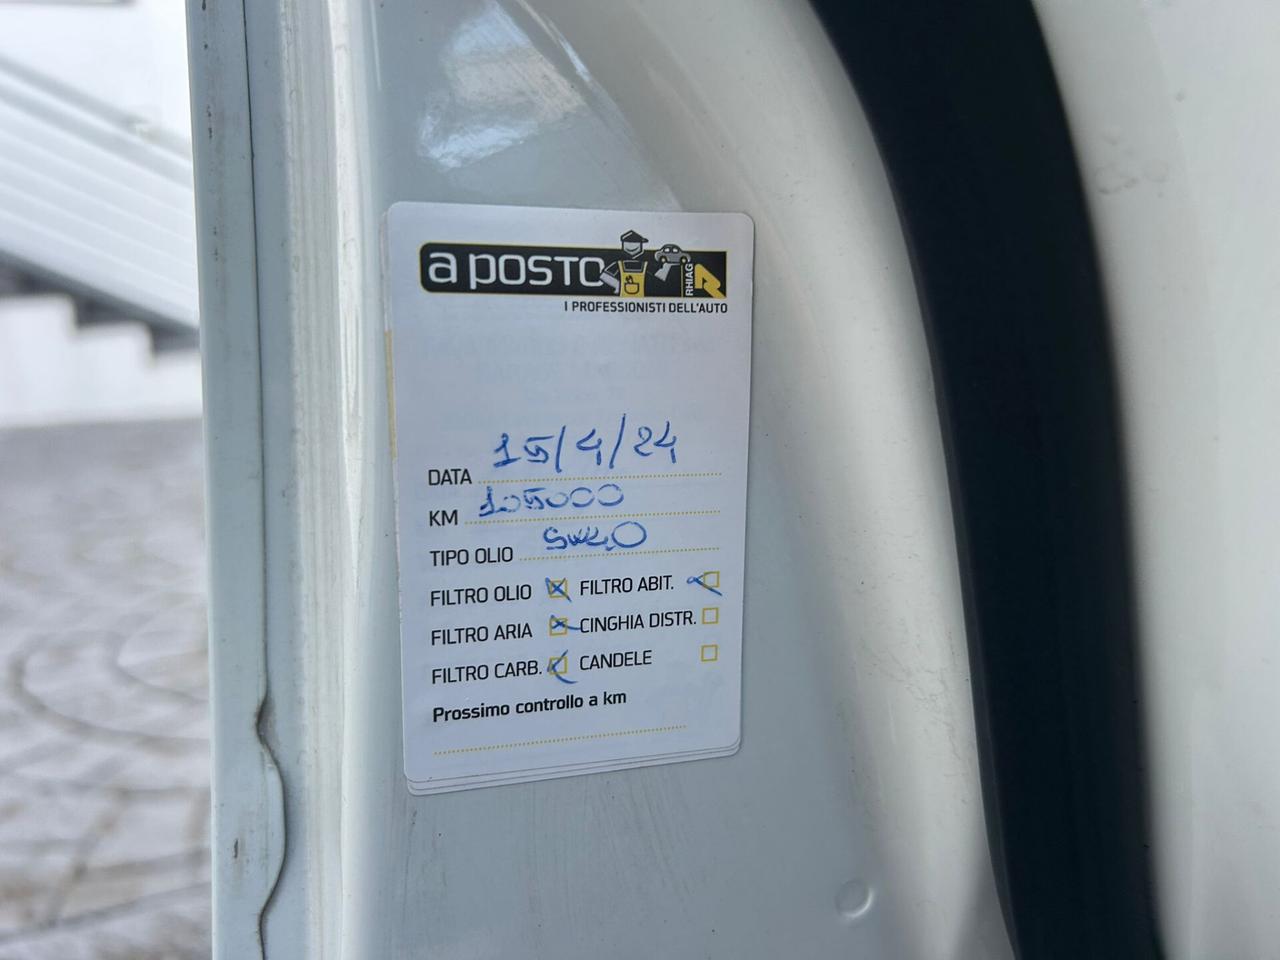 a posto RHIAG
I PROFESSIONISTI DELL'AUTO
DATA 15/4/24
KM 105000
TIPO OLIO 5W40
FILTRO OLIO FILTRO ABIT.
FILTRO ARIA CINGHIA DISTR.
FILTRO CARB. CANDELE
Prossimo controllo a km